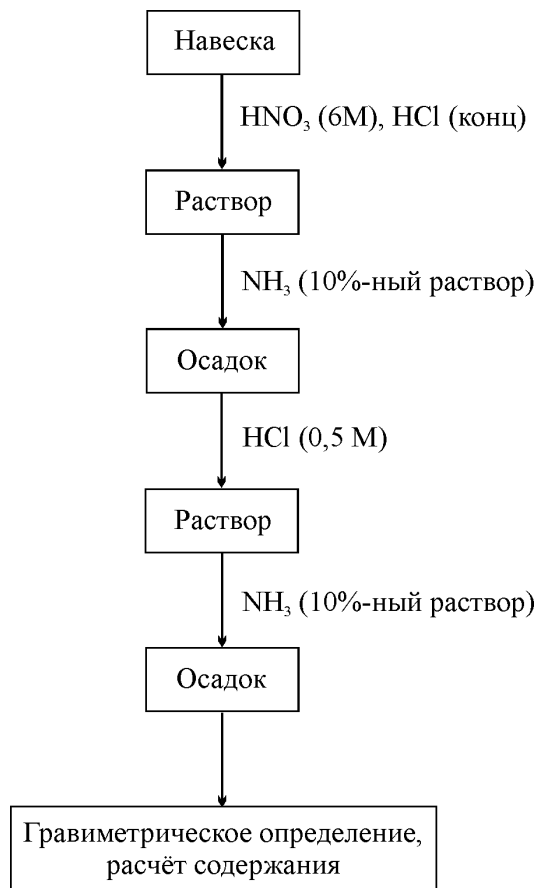 Навеска
HNO₃ (6M), HCl (конц)
Раствор
NH₃ (10%-ный раствор)
Осадок
HCl (0,5 М)
Раствор
NH₃ (10%-ный раствор)
Осадок
Гравиметрическое определение,
расчёт содержания